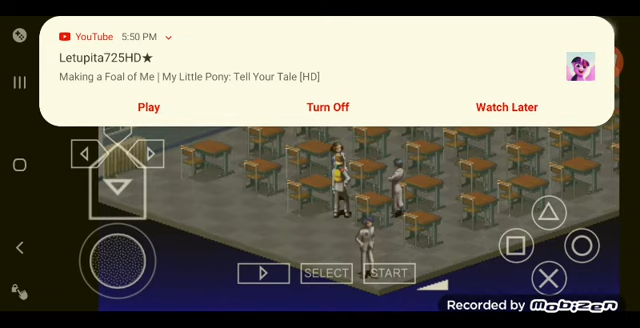 YouTube 5:50 PM
Letupita725HD★
Making a Foal of Me | My Little Pony: Tell Your Tale [HD]
Play Turn Off Watch Later
SELECT START
Recorded by Mobizen